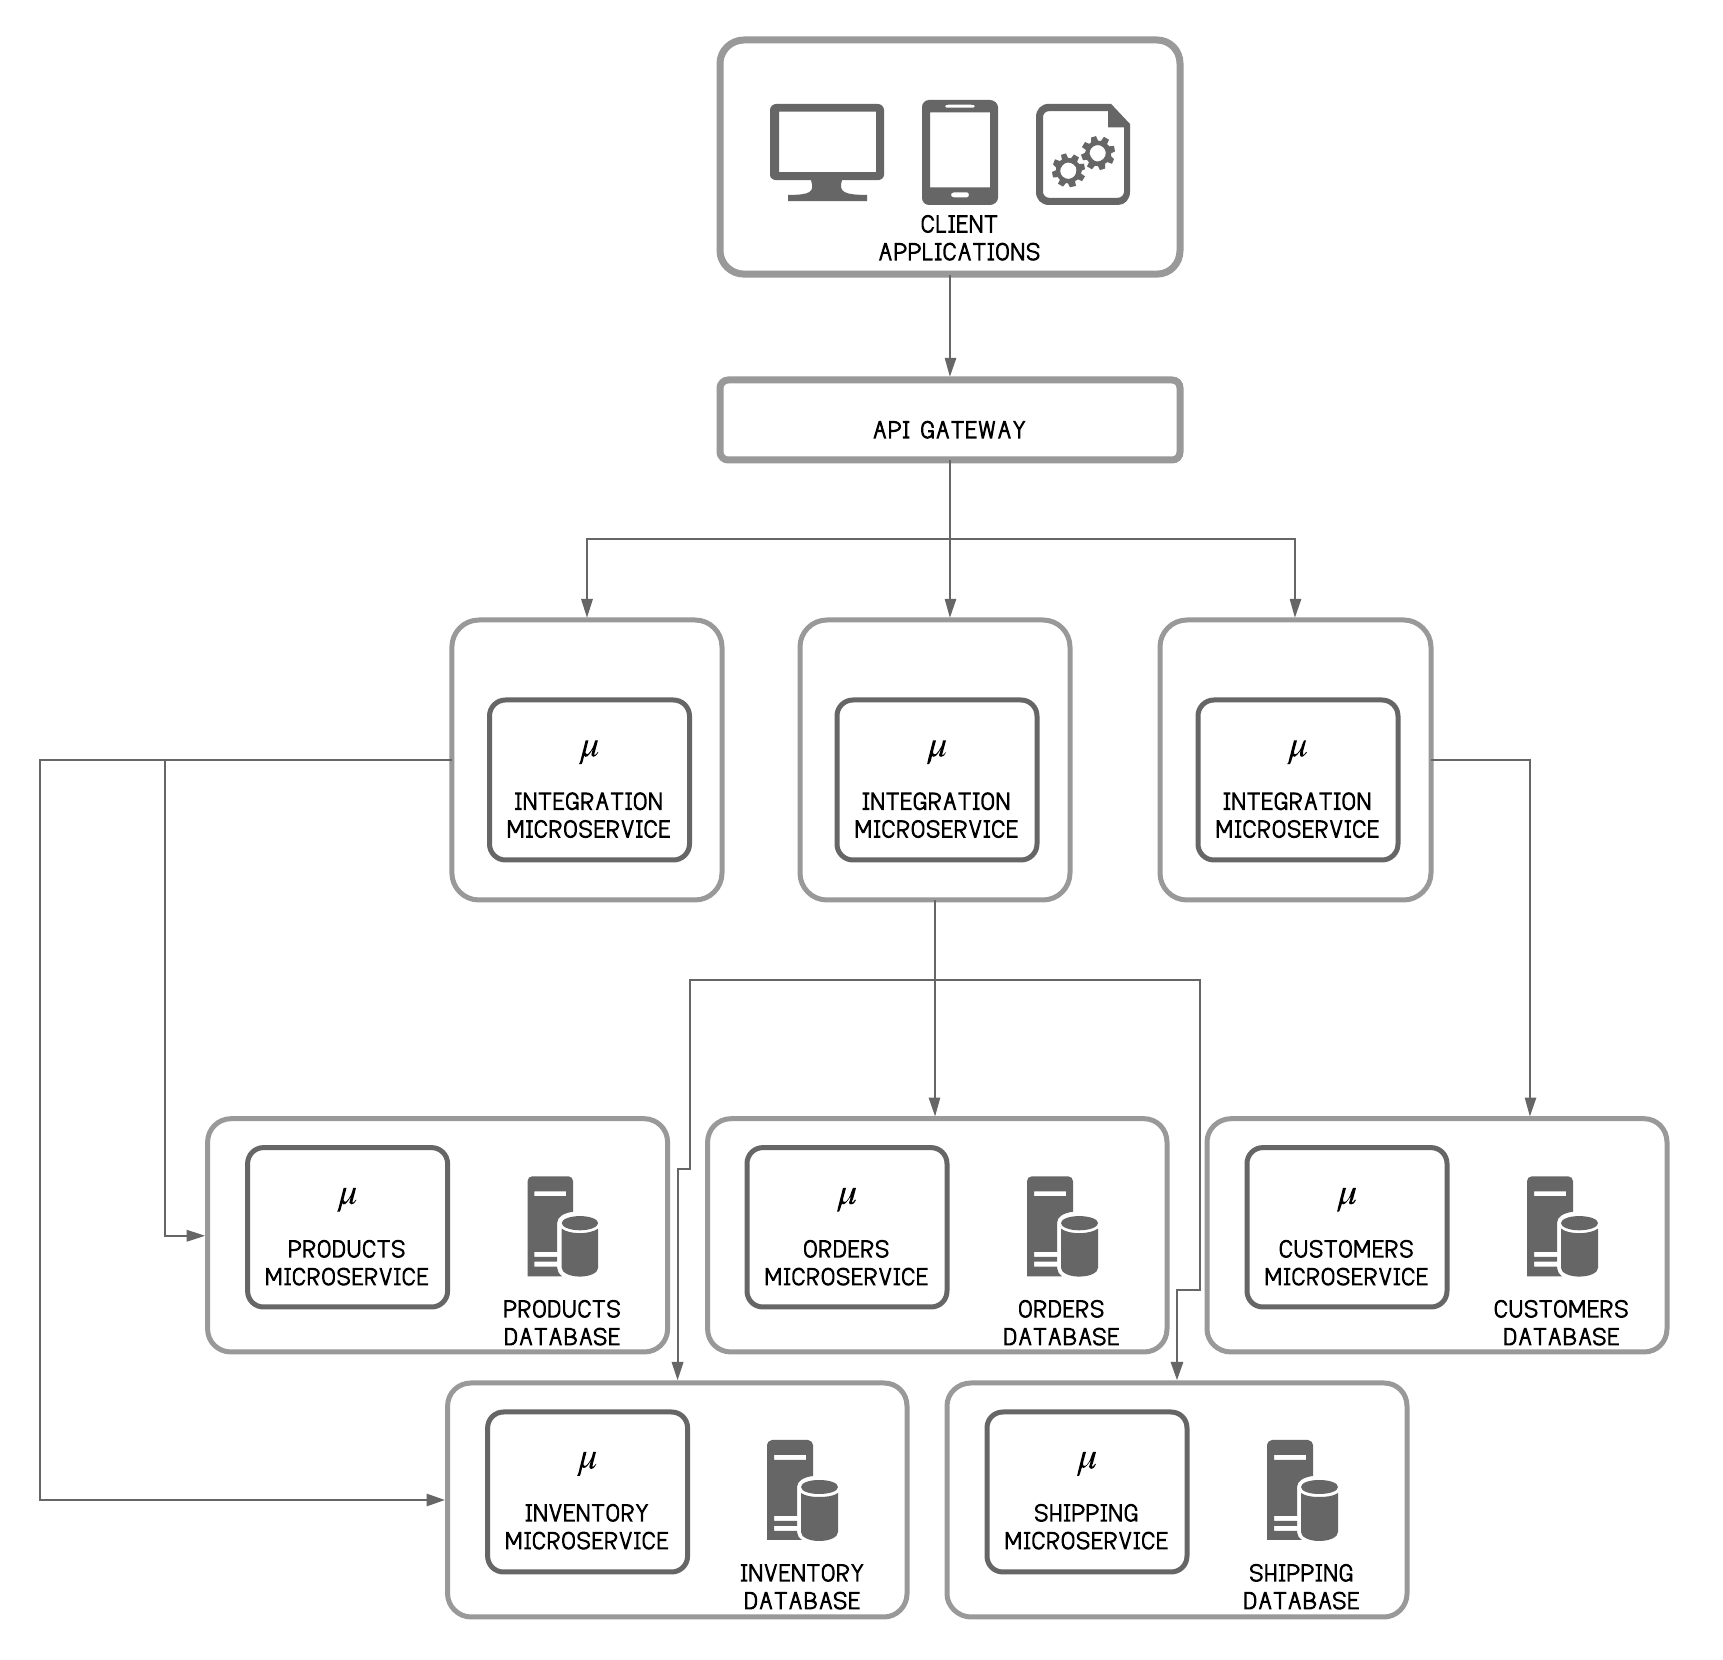 CLIENT
APPLICATIONS
API GATEWAY
μ
INTEGRATION
MICROSERVICE
μ
INTEGRATION
MICROSERVICE
μ
INTEGRATION
MICROSERVICE
μ
PRODUCTS
MICROSERVICE
PRODUCTS
DATABASE
μ
ORDERS
MICROSERVICE
ORDERS
DATABASE
μ
CUSTOMERS
MICROSERVICE
CUSTOMERS
DATABASE
μ
INVENTORY
MICROSERVICE
INVENTORY
DATABASE
μ
SHIPPING
MICROSERVICE
SHIPPING
DATABASE